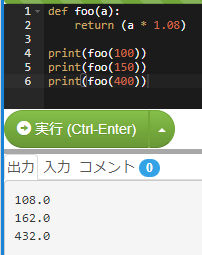 1 def foo(a):
2     return (a * 1.08)
3
4 print(foo(100))
5 print(foo(150))
6 print(foo(400))
実行 (Ctrl-Enter)
出力 入力 コメント 0
108.0
162.0
432.0